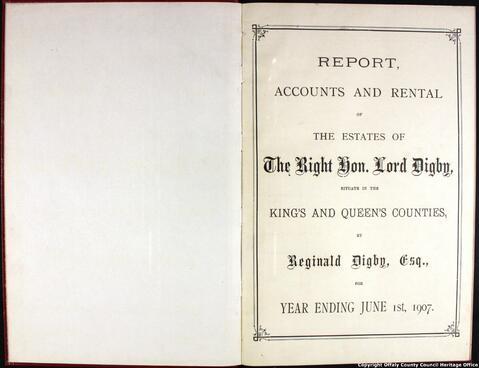 REPORT,
ACCOUNTS AND RENTAL
OF
THE ESTATES OF
The Right Hon. Lord Digby,
SITUATE IN THE
KING'S AND QUEEN'S COUNTIES,
BY
Reginald Digby, Esq.,
FOR
YEAR ENDING JUNE 1st, 1907.
Copyright Offaly County Council Heritage Office